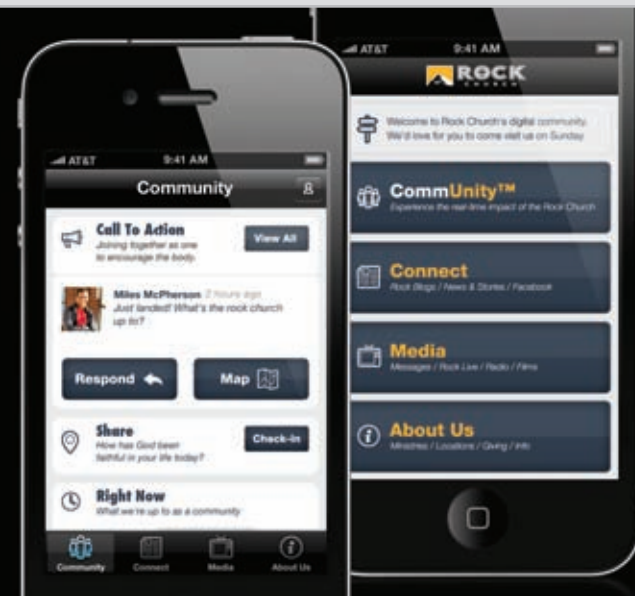 AT&T 9:41 AM
Community
Call To Action
Joining together as one
to encourage the body.
View All
Miles McPherson 2 hours ago
Just landed! What's the rock church
up to?
Respond
Map
Share
How has God been
faithful in your life today?
Check-in
Right Now
What we're up to as a community
Community Connect Media About Us
AT&T 9:41 AM
ROCK
CHURCH
Welcome to Rock Church's digital community.
We'd love for you to come visit us on Sunday
CommUnity™
Experience the real-time impact of the Rock Church
Connect
Rock Blogs / News & Stories / Facebook
Media
Messages / Rock Live / Radio / Films
About Us
Ministries / Locations / Giving / Info